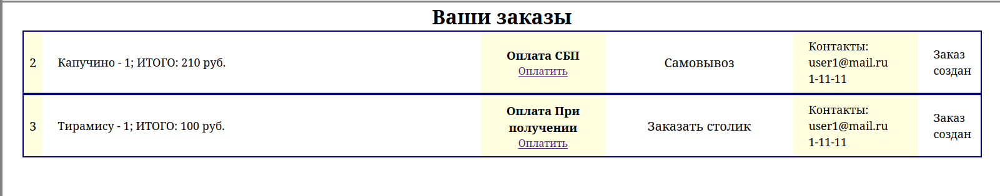 Ваши заказы
2
Капучино - 1; ИТОГО: 210 руб.
Оплата СБП
Оплатить
Самовывоз
Контакты:
user1@mail.ru
1-11-11
Заказ
создан
3
Тирамису - 1; ИТОГО: 100 руб.
Оплата При
получении
Оплатить
Заказать столик
Контакты:
user1@mail.ru
1-11-11
Заказ
создан